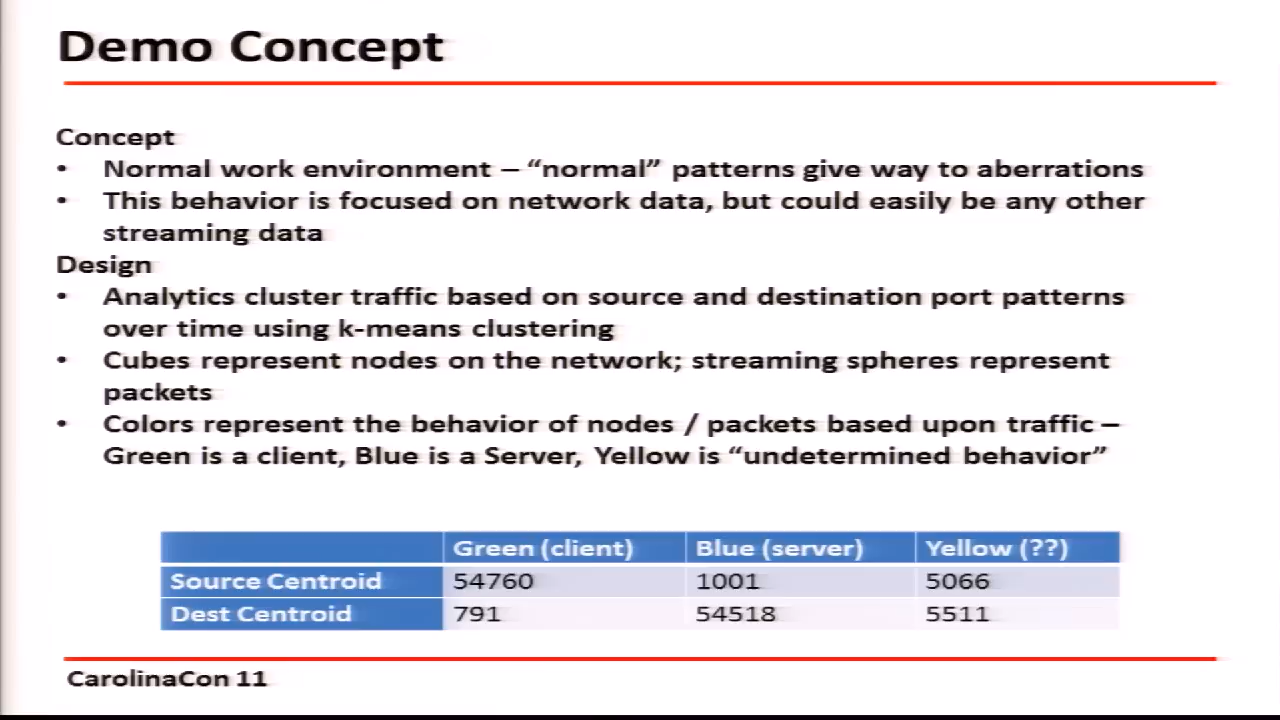 Demo Concept
Concept
• Normal work environment – “normal” patterns give way to aberrations
• This behavior is focused on network data, but could easily be any other
streaming data
Design
• Analytics cluster traffic based on source and destination port patterns
over time using k-means clustering
• Cubes represent nodes on the network; streaming spheres represent
packets
• Colors represent the behavior of nodes / packets based upon traffic –
Green is a client, Blue is a Server, Yellow is “undetermined behavior”
Green (client) Blue (server) Yellow (??)
Source Centroid 54760 1001 5066
Dest Centroid 791 54518 5511
CarolinaCon 11